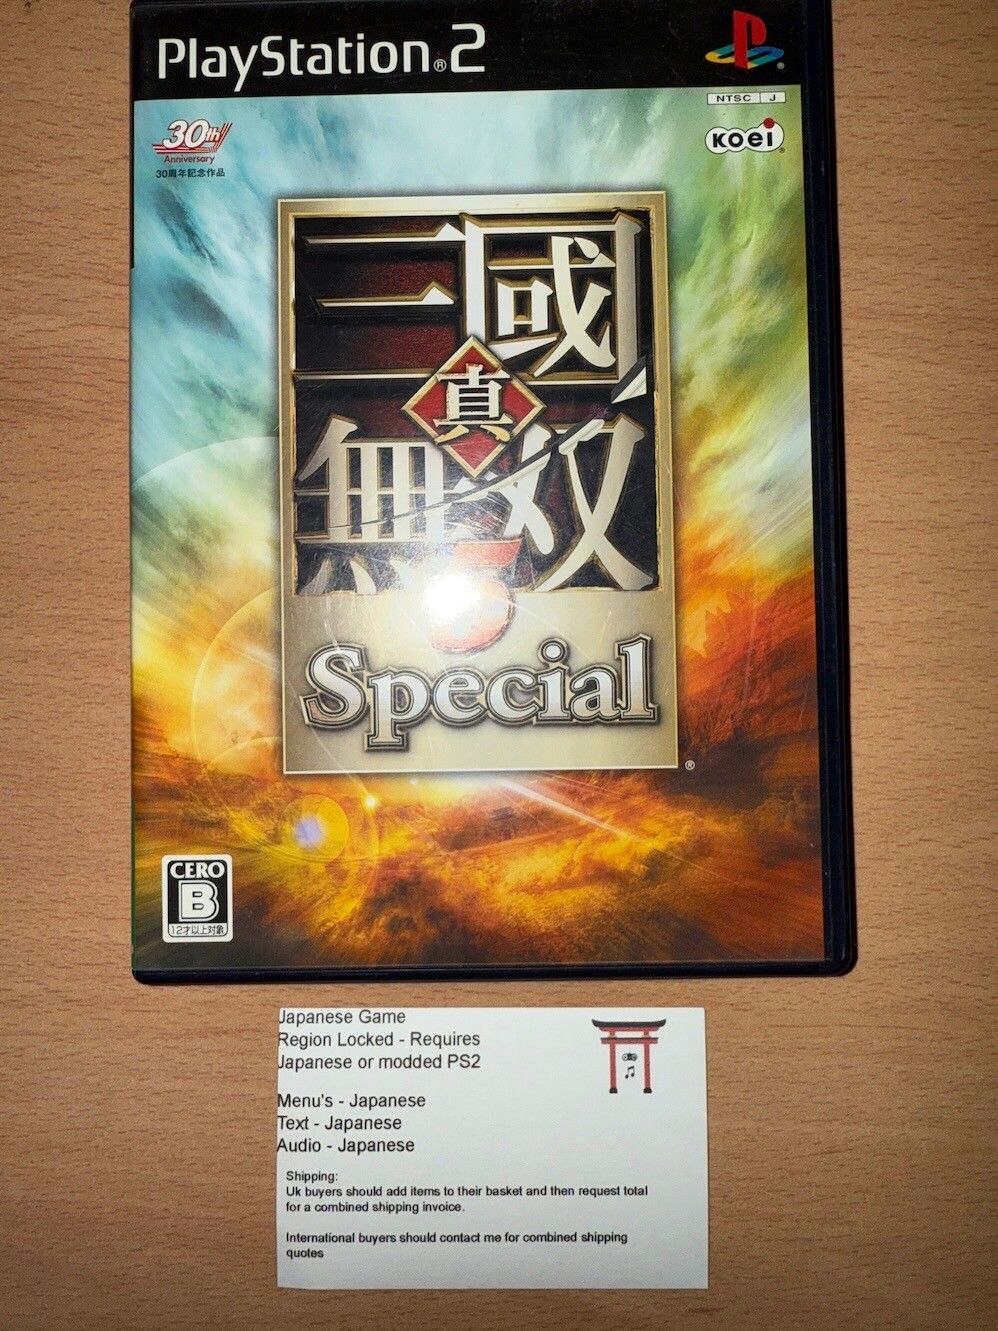 PlayStation®2
NTSC J
30th
Anniversary
30周年記念作品
KOEI®
三國
真
無双
5
Special
®
CERO
B
12才以上対象
Japanese Game
Region Locked - Requires
Japanese or modded PS2
Menu's - Japanese
Text - Japanese
Audio - Japanese
Shipping:
Uk buyers should add items to their basket and then request total
for a combined shipping invoice.
International buyers should contact me for combined shipping
quotes